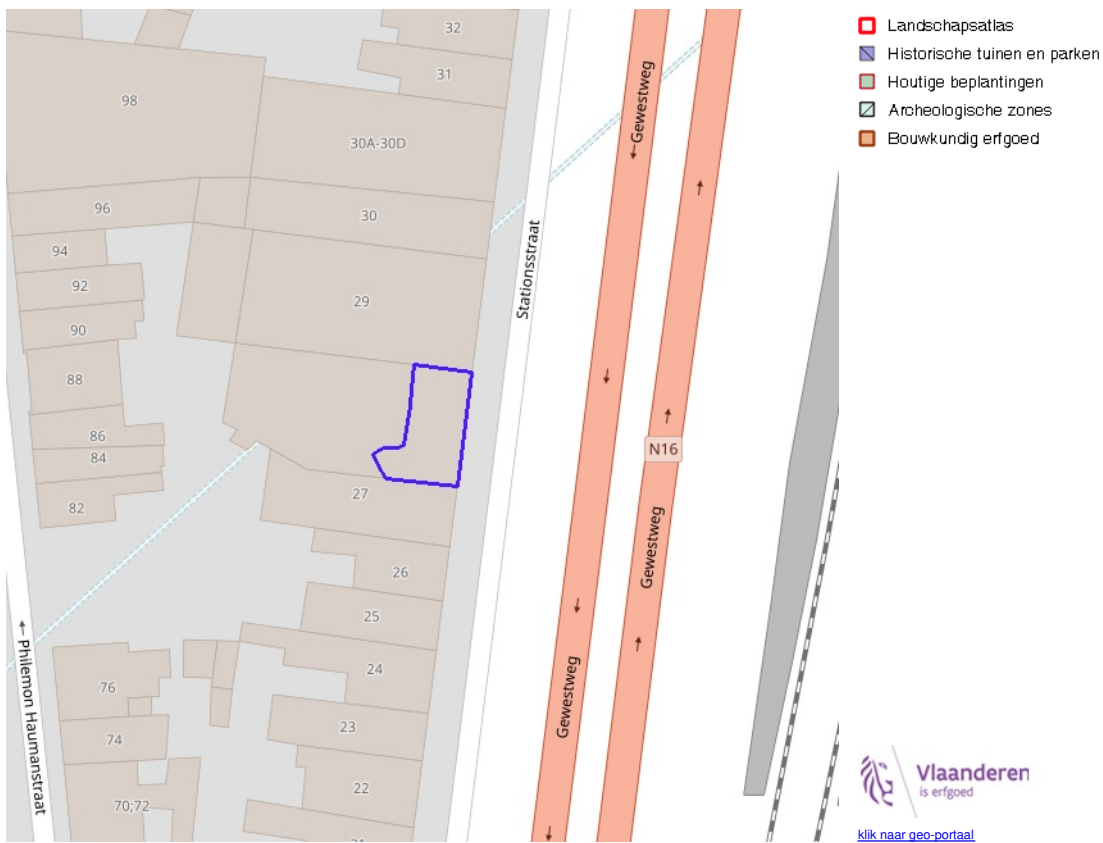 Landschapsatlas
Historische tuinen en parken
Houtige beplantingen
Archeologische zones
Bouwkundig erfgoed
32
31
98
30A-30D
96
30
94
92
90
29
88
86
84
82
27
26
25
24
76
23
74
22
70;72
Stationsstraat
Gewestweg
N16
Gewestweg
Gewestweg
← Philemon Haumanstraat
Vlaanderen
is erfgoed
klik naar geo-portaal